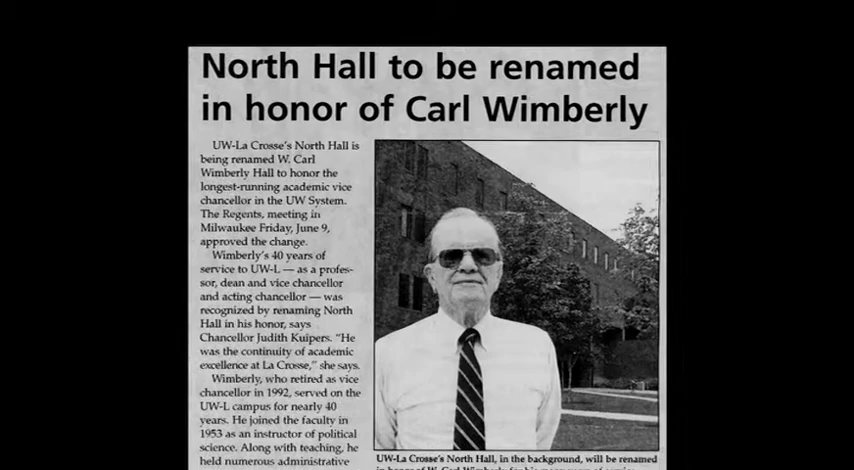 North Hall to be renamed
in honor of Carl Wimberly
UW-La Crosse's North Hall is
being renamed W. Carl
Wimberly Hall to honor the
longest-running academic vice
chancellor in the UW System.
The Regents, meeting in
Milwaukee Friday, June 9,
approved the change.
Wimberly's 40 years of
service to UW-L — as a profes-
sor, dean and vice chancellor
and acting chancellor — was
recognized by renaming North
Hall in his honor, says
Chancellor Judith Kuipers. "He
was the continuity of academic
excellence at La Crosse," she says.
Wimberly, who retired as vice
chancellor in 1992, served on the
UW-L campus for nearly 40
years. He joined the faculty in
1953 as an instructor of political
science. Along with teaching, he
held numerous administrative
UW-La Crosse's North Hall, in the background, will be renamed
in honor of W. Carl Wimberly for his